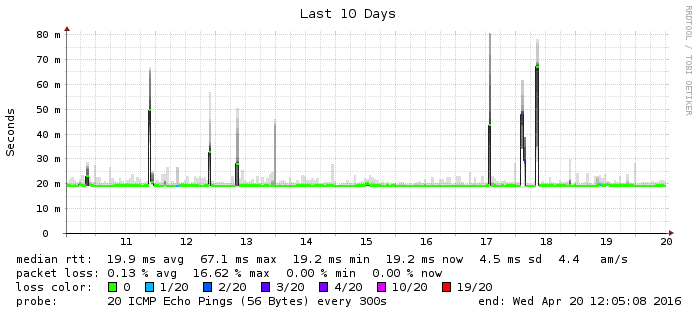 Last 10 Days
RRDTOOL / TOBI OETIKER
Seconds
80 m
70 m
60 m
50 m
40 m
30 m
20 m
10 m
0
11 12 13 14 15 16 17 18 19 20
median rtt: 19.9 ms avg 67.1 ms max 19.2 ms min 19.2 ms now 4.5 ms sd 4.4 am/s
packet loss: 0.13 % avg 16.62 % max 0.00 % min 0.00 % now
loss color: 0 1/20 2/20 3/20 4/20 10/20 19/20
probe: 20 ICMP Echo Pings (56 Bytes) every 300s end: Wed Apr 20 12:05:08 2016